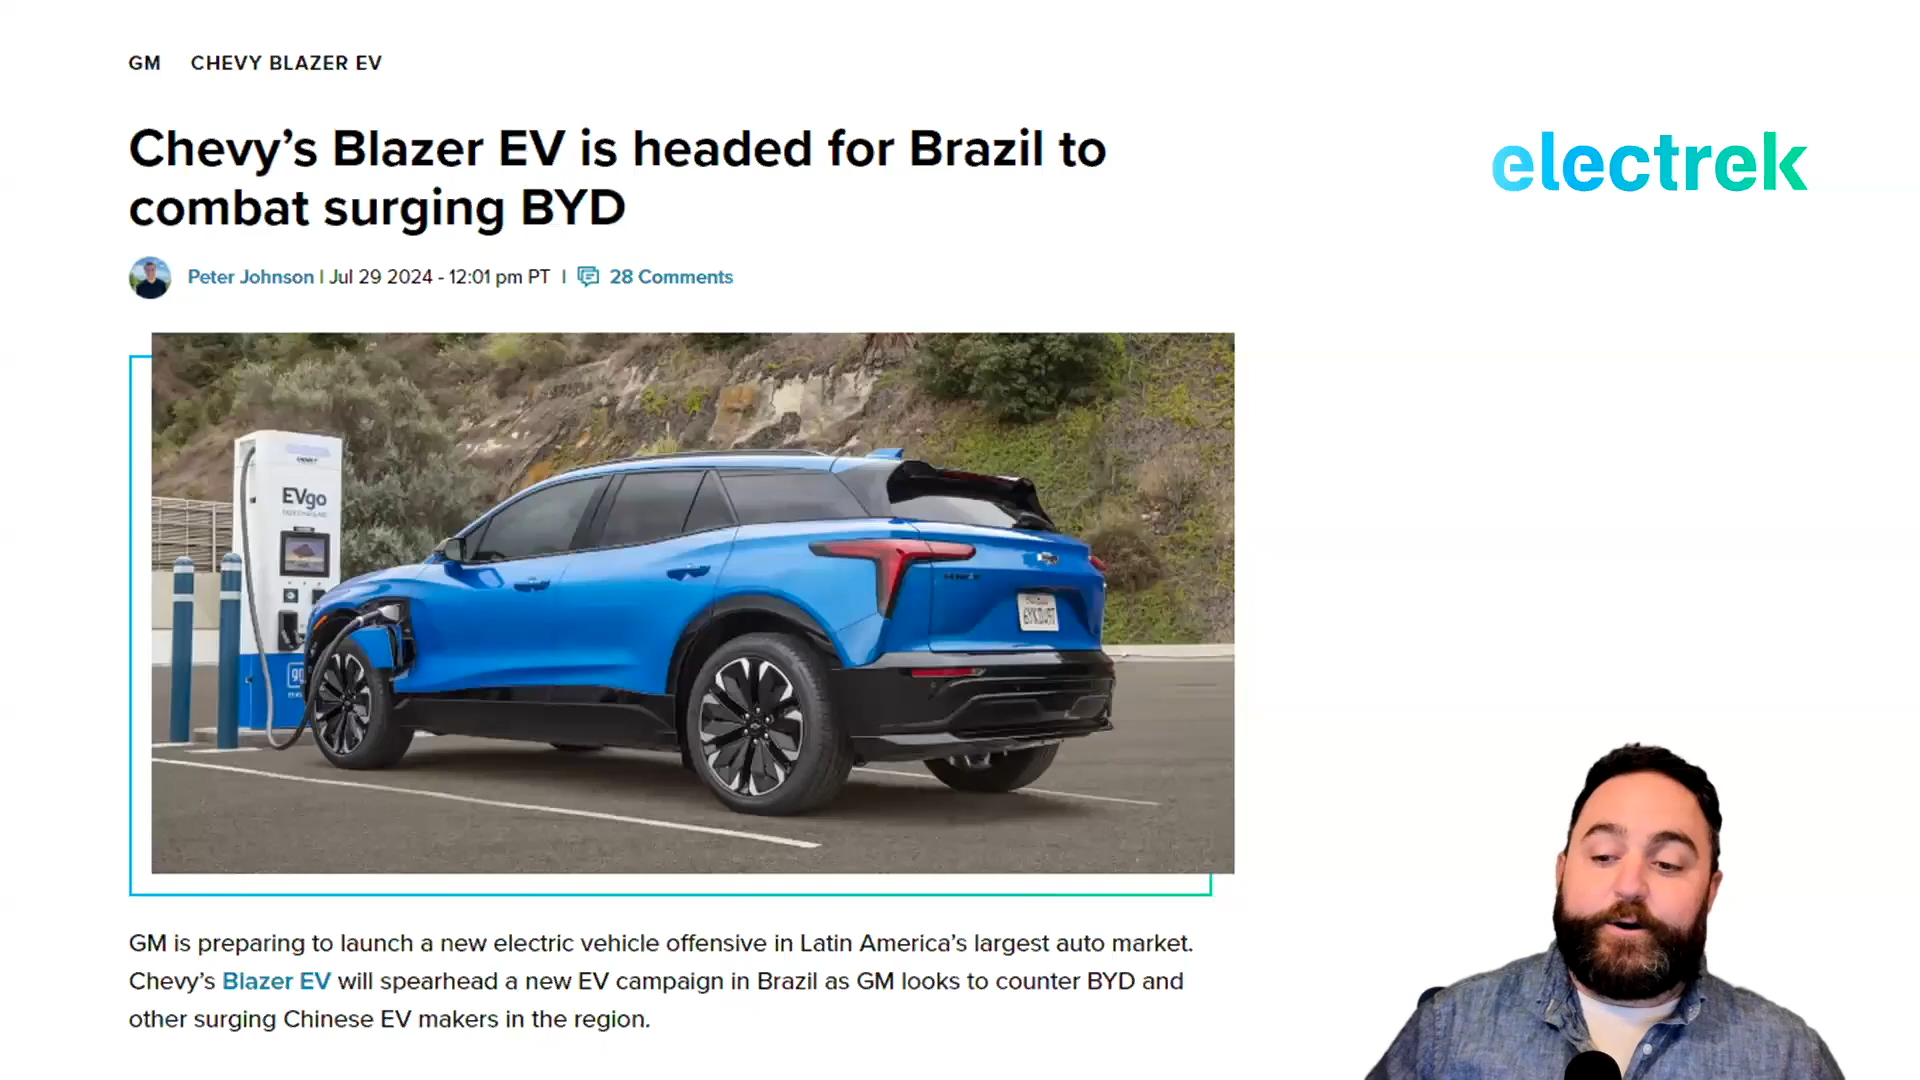 GM CHEVY BLAZER EV
Chevy's Blazer EV is headed for Brazil to
combat surging BYD
electrek
Peter Johnson | Jul 29 2024 - 12:01 pm PT | 28 Comments
EVgo
GM is preparing to launch a new electric vehicle offensive in Latin America's largest auto market.
Chevy's Blazer EV will spearhead a new EV campaign in Brazil as GM looks to counter BYD and
other surging Chinese EV makers in the region.